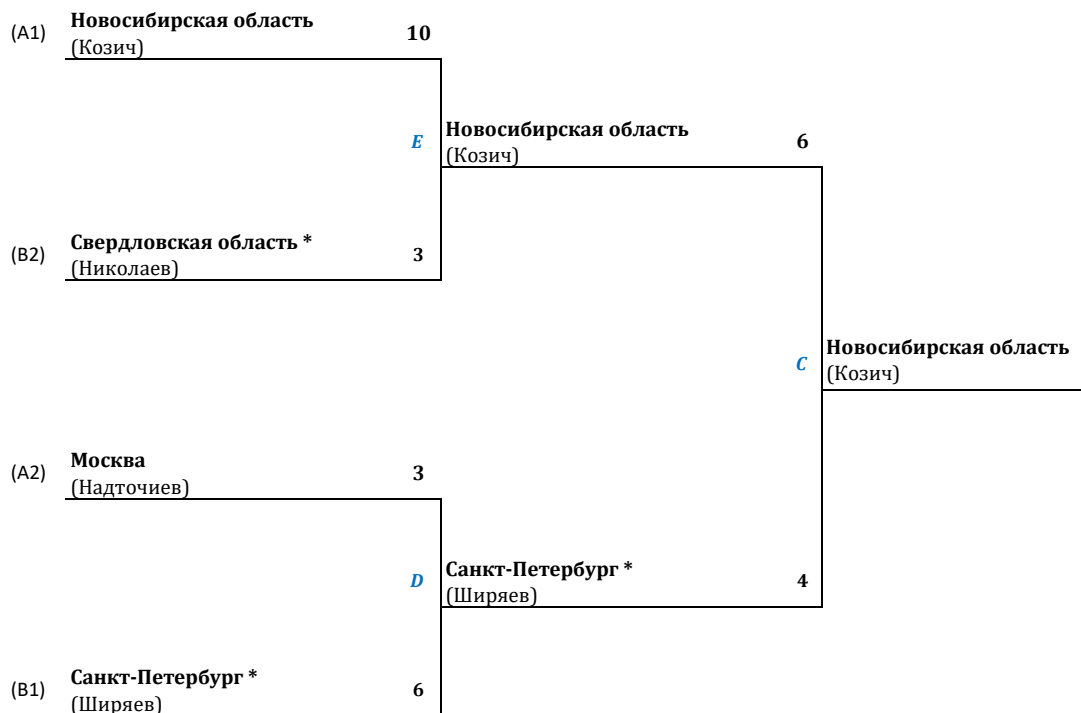 (A1)
Новосибирская область
(Козич)
10
E
Новосибирская область
(Козич)
6
(B2)
Свердловская область *
(Николаев)
3
C
Новосибирская область
(Козич)
(A2)
Москва
(Надточиев)
3
D
Санкт-Петербург *
(Ширяев)
4
(B1)
Санкт-Петербург *
(Ширяев)
6